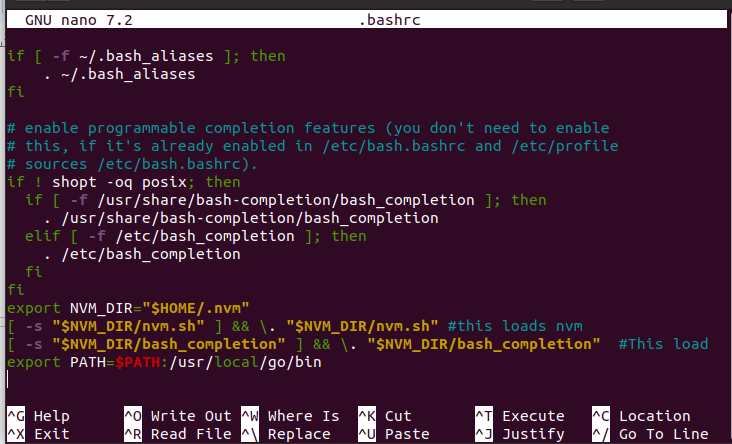 GNU nano 7.2 .bashrc
if [ -f ~/.bash_aliases ]; then
. ~/.bash_aliases
fi
# enable programmable completion features (you don't need to enable
# this, if it's already enabled in /etc/bash.bashrc and /etc/profile
# sources /etc/bash.bashrc).
if ! shopt -oq posix; then
if [ -f /usr/share/bash-completion/bash_completion ]; then
. /usr/share/bash-completion/bash_completion
elif [ -f /etc/bash_completion ]; then
. /etc/bash_completion
fi
fi
export NVM_DIR="$HOME/.nvm"
[ -s "$NVM_DIR/nvm.sh" ] && \. "$NVM_DIR/nvm.sh" #this loads nvm
[ -s "$NVM_DIR/bash_completion" ] && \. "$NVM_DIR/bash_completion" #This load
export PATH=$PATH:/usr/local/go/bin
^G Help ^O Write Out ^W Where Is ^K Cut ^T Execute ^C Location
^X Exit ^R Read File ^\ Replace ^U Paste ^J Justify ^/ Go To Line